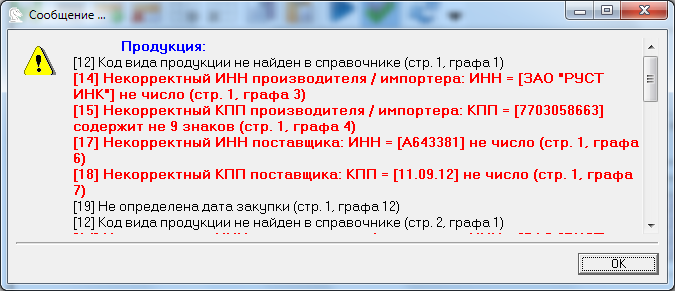 Сообщение ...
Продукция:
[12] Код вида продукции не найден в справочнике (стр. 1, графа 1)
[14] Некорректный ИНН производителя / импортера: ИНН = [ЗАО "РУСТ
ИНК"] не число (стр. 1, графа 3)
[15] Некорректный КПП производителя / импортера: КПП = [7703058663]
содержит не 9 знаков (стр. 1, графа 4)
[17] Некорректный ИНН поставщика: ИНН = [А643381] не число (стр. 1, графа
6)
[18] Некорректный КПП поставщика: КПП = [11.09.12] не число (стр. 1, графа
7)
[19] Не определена дата закупки (стр. 1, графа 12)
[12] Код вида продукции не найден в справочнике (стр. 2, графа 1)
OK